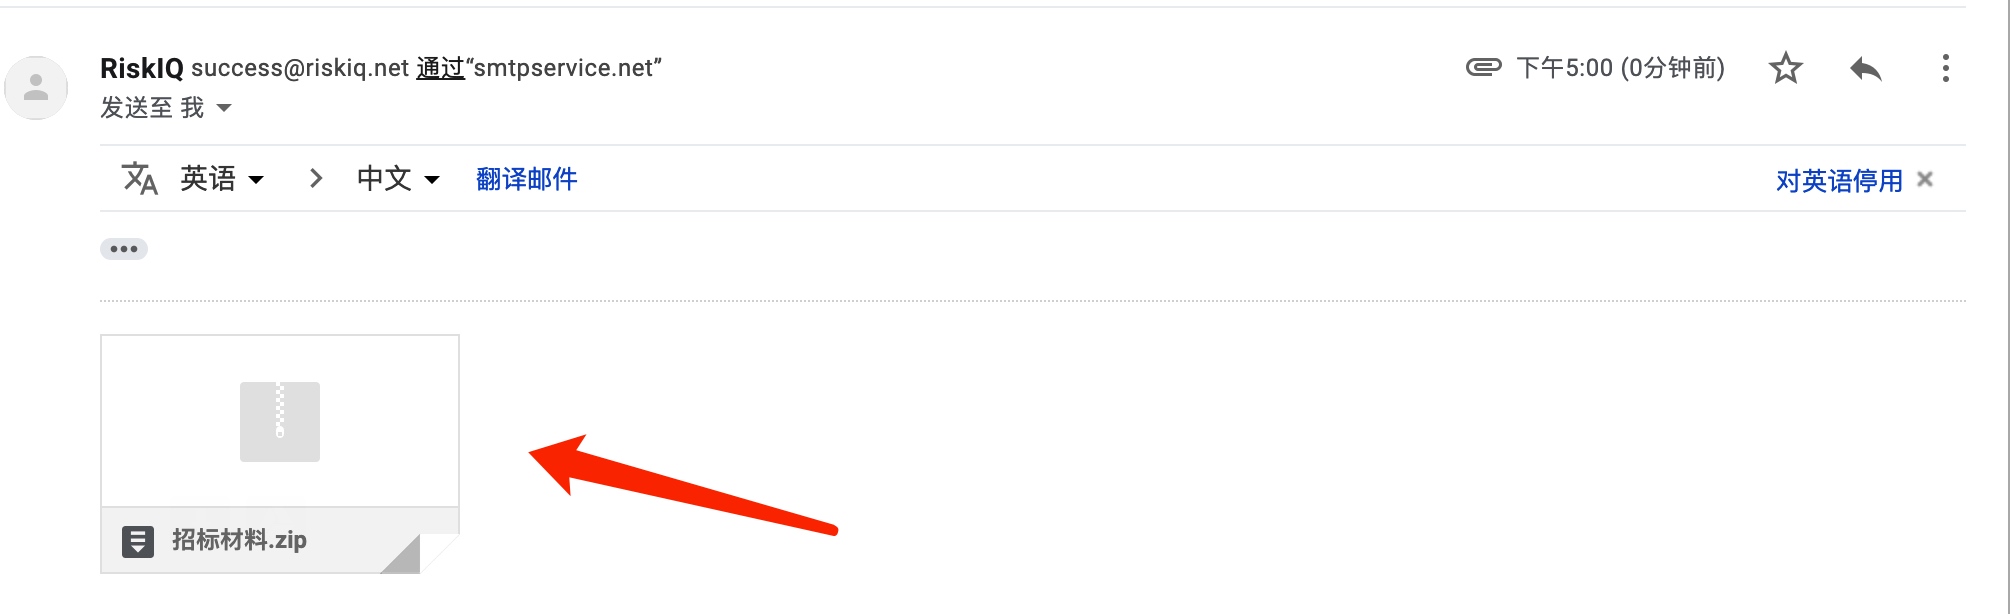 RiskIQ success@riskiq.net 通过“smtpservice.net”
下午5:00 (0分钟前)
发送至 我
英语 中文 翻译邮件 对英语停用
招标材料.zip